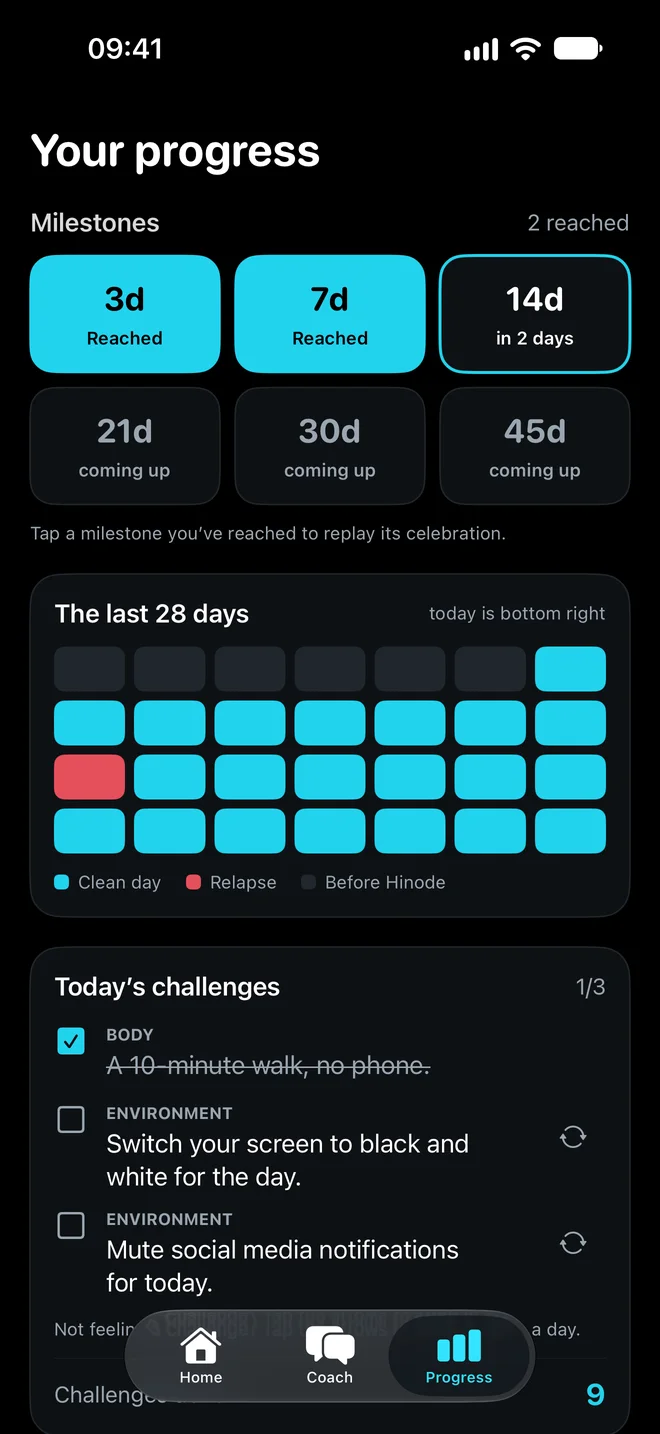 09:41
Your progress
Milestones
2 reached
3d
Reached
7d
Reached
14d
in 2 days
21d
coming up
30d
coming up
45d
coming up
Tap a milestone you’ve reached to replay its celebration.
The last 28 days
today is bottom right
Clean day
Relapse
Before Hinode
Today’s challenges
1/3
BODY
A 10-minute walk, no phone.
ENVIRONMENT
Switch your screen to black and
white for the day.
ENVIRONMENT
Mute social media notifications
for today.
Not a day.
Home
Coach
Progress
9